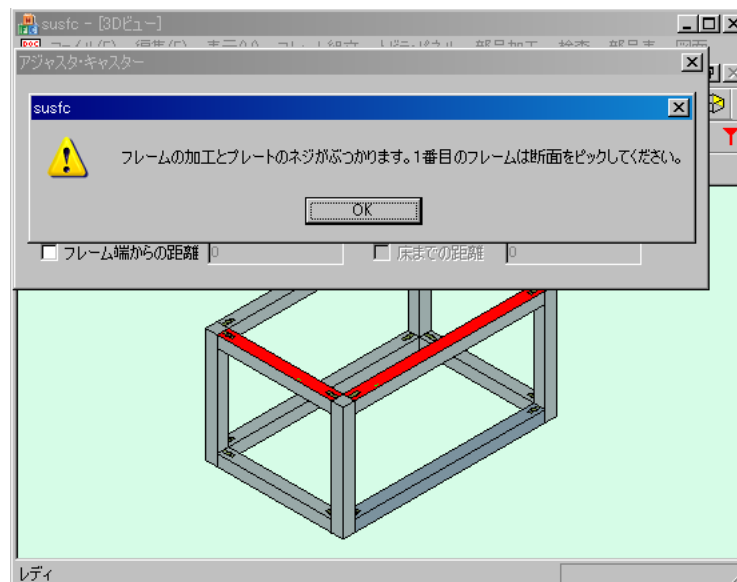 susfc - [3Dビュー]
アジャスタ・キャスター
susfc
フレームの加工とプレートのネジがぶつかります。1番目のフレームは断面をピックしてください。
OK
フレーム端からの距離 0 床までの距離 0
レディ